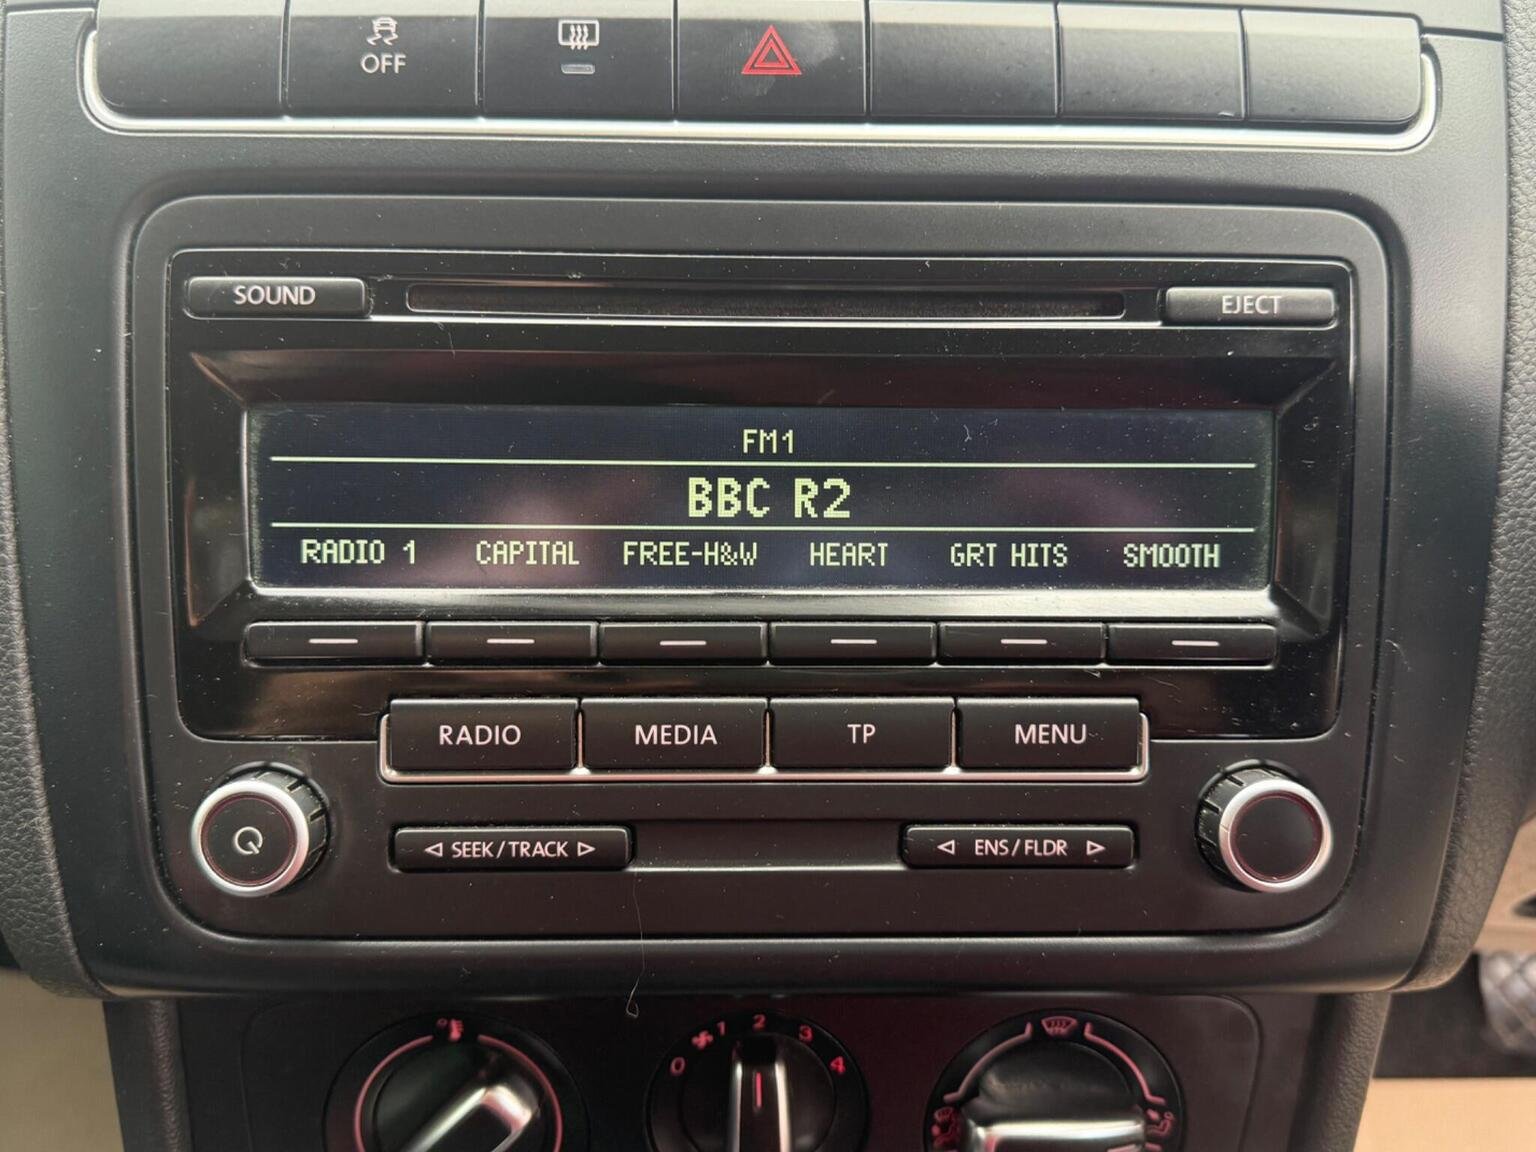 OFF
SOUND
EJECT
FM1
BBC R2
RADIO 1 CAPITAL FREE-H&W HEART GRT HITS SMOOTH
RADIO MEDIA TP MENU
SEEK/TRACK ENS/FLDR
0 1 2 3 4